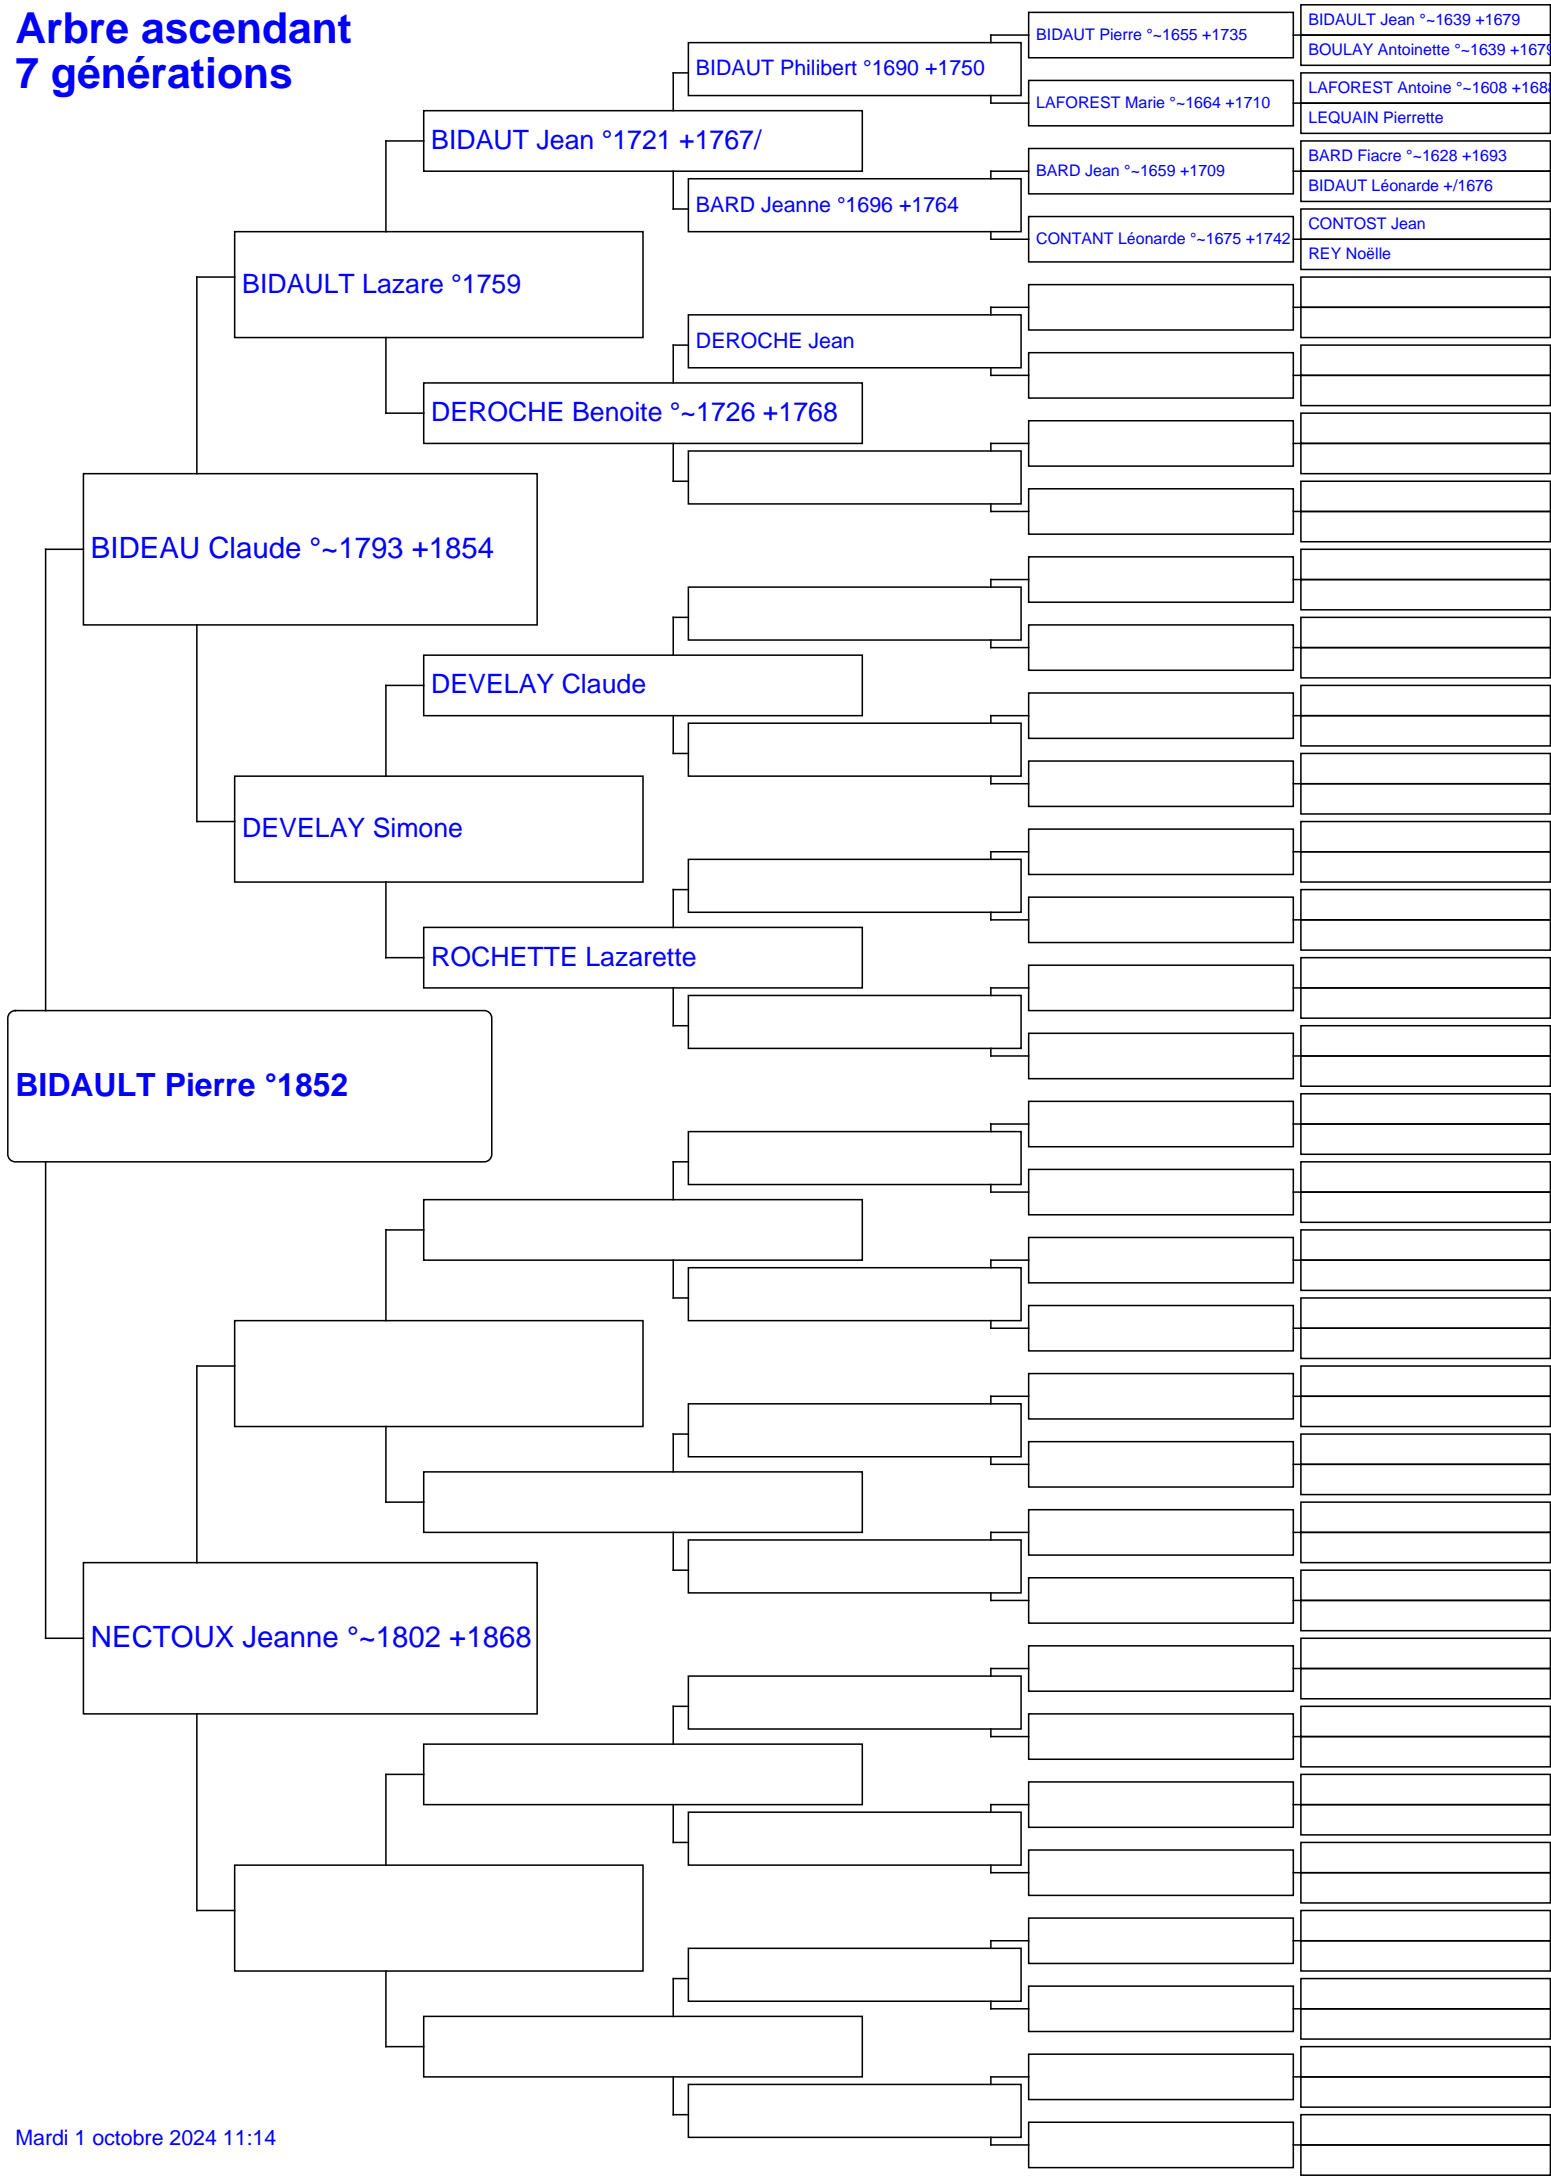 Arbre ascendant
7 générations
BIDAULT Jean °~1639 +1679
BIDAUT Pierre °~1655 +1735
BOULAY Antoinette °~1639 +1679
BIDAUT Philibert °1690 +1750
LAFOREST Antoine °~1608 +168
LAFOREST Marie °~1664 +1710
LEQUAIN Pierrette
BIDAUT Jean °1721 +1767/
BARD Fiacre °~1628 +1693
BARD Jean °~1659 +1709
BIDAUT Léonarde +/1676
BARD Jeanne °1696 +1764
CONTOST Jean
CONTANT Léonarde °~1675 +1742
REY Noëlle
BIDAULT Lazare °1759
DEROCHE Jean
DEROCHE Benoite °~1726 +1768
BIDEAU Claude °~1793 +1854
DEVELAY Claude
DEVELAY Simone
ROCHETTE Lazarette
BIDAULT Pierre °1852
NECTOUX Jeanne °~1802 +1868
Mardi 1 octobre 2024 11:14